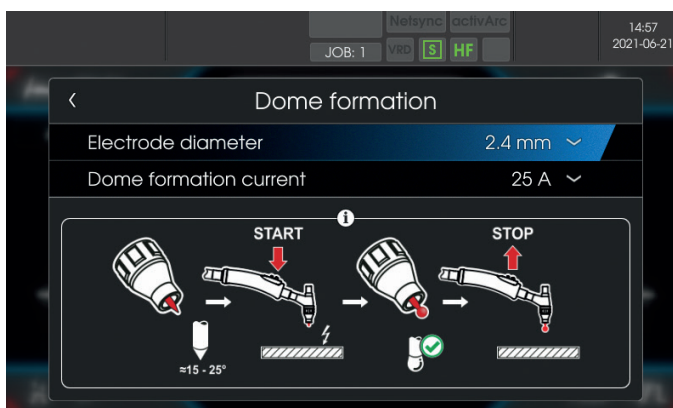 Netsync activArc
14:57
JOB: 1 VRD S HF
2021-06-21
Dome formation
Electrode diameter 2.4 mm
Dome formation current 25 A
i
START STOP
≈15 - 25°